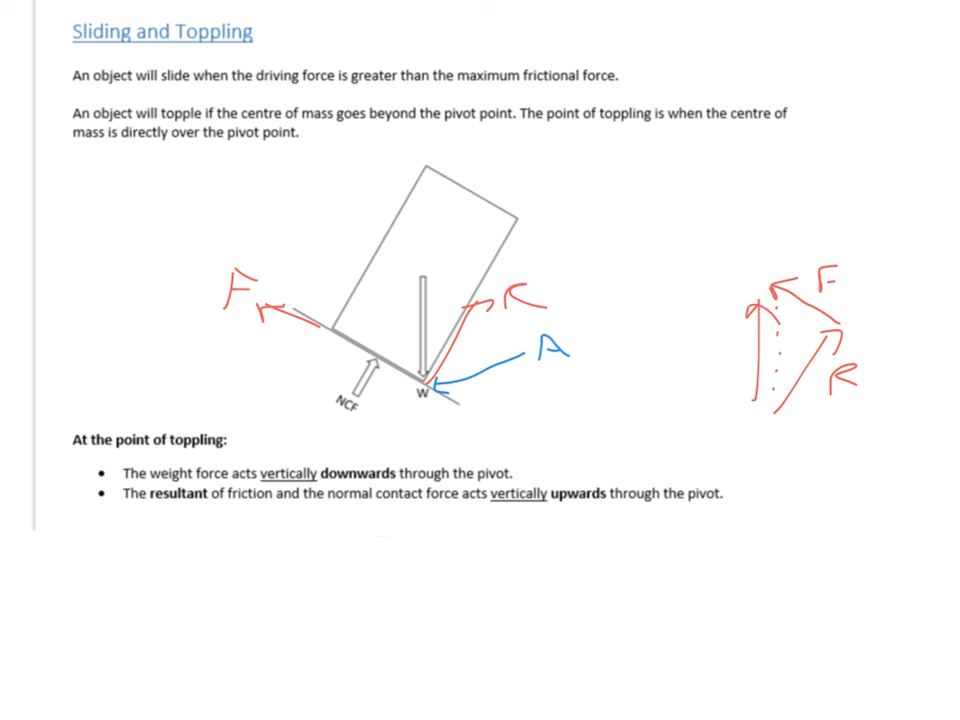 Sliding and Toppling
An object will slide when the driving force is greater than the maximum frictional force.
An object will topple if the centre of mass goes beyond the pivot point. The point of toppling is when the centre of
mass is directly over the pivot point.
F
R
A
NCF
W
F
R
At the point of toppling:
• The weight force acts vertically downwards through the pivot.
• The resultant of friction and the normal contact force acts vertically upwards through the pivot.